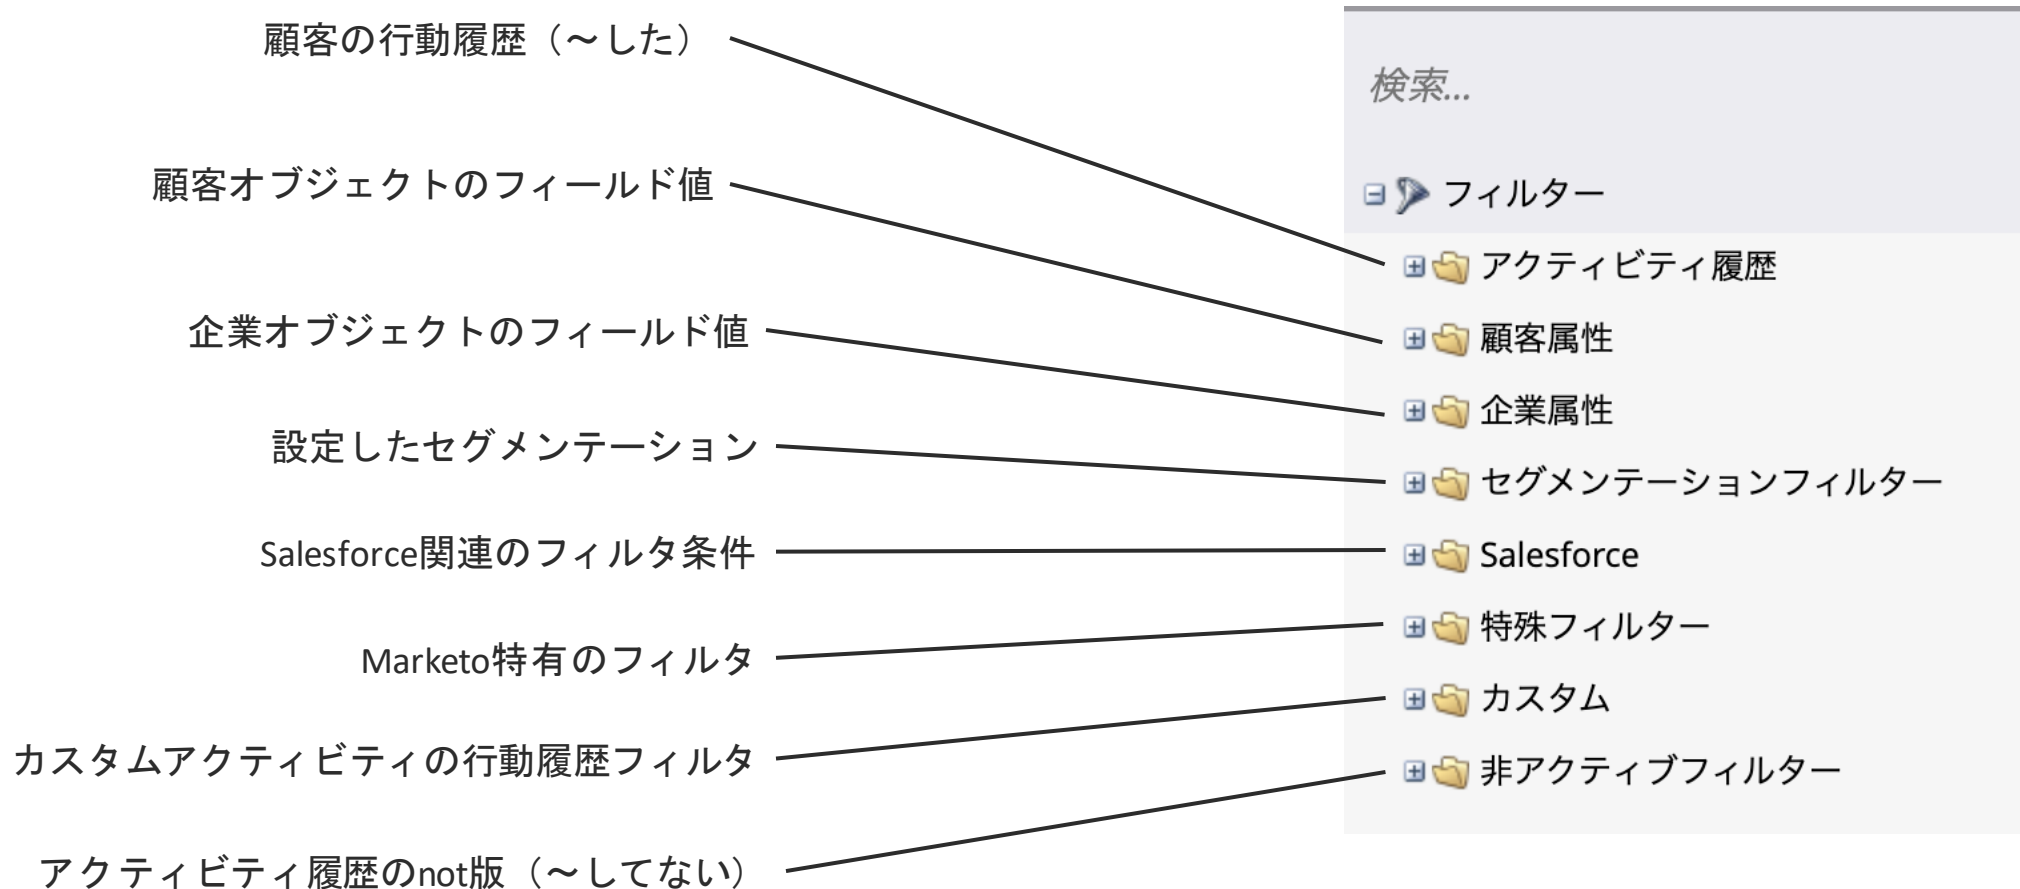 顧客の行動履歴（～した）
顧客オブジェクトのフィールド値
企業オブジェクトのフィールド値
設定したセグメンテーション
Salesforce関連のフィルタ条件
Marketo特有のフィルタ
カスタムアクティビティの行動履歴フィルタ
アクティビティ履歴のnot版（～してない）
検索...
フィルター
アクティビティ履歴
顧客属性
企業属性
セグメンテーションフィルター
Salesforce
特殊フィルター
カスタム
非アクティブフィルター